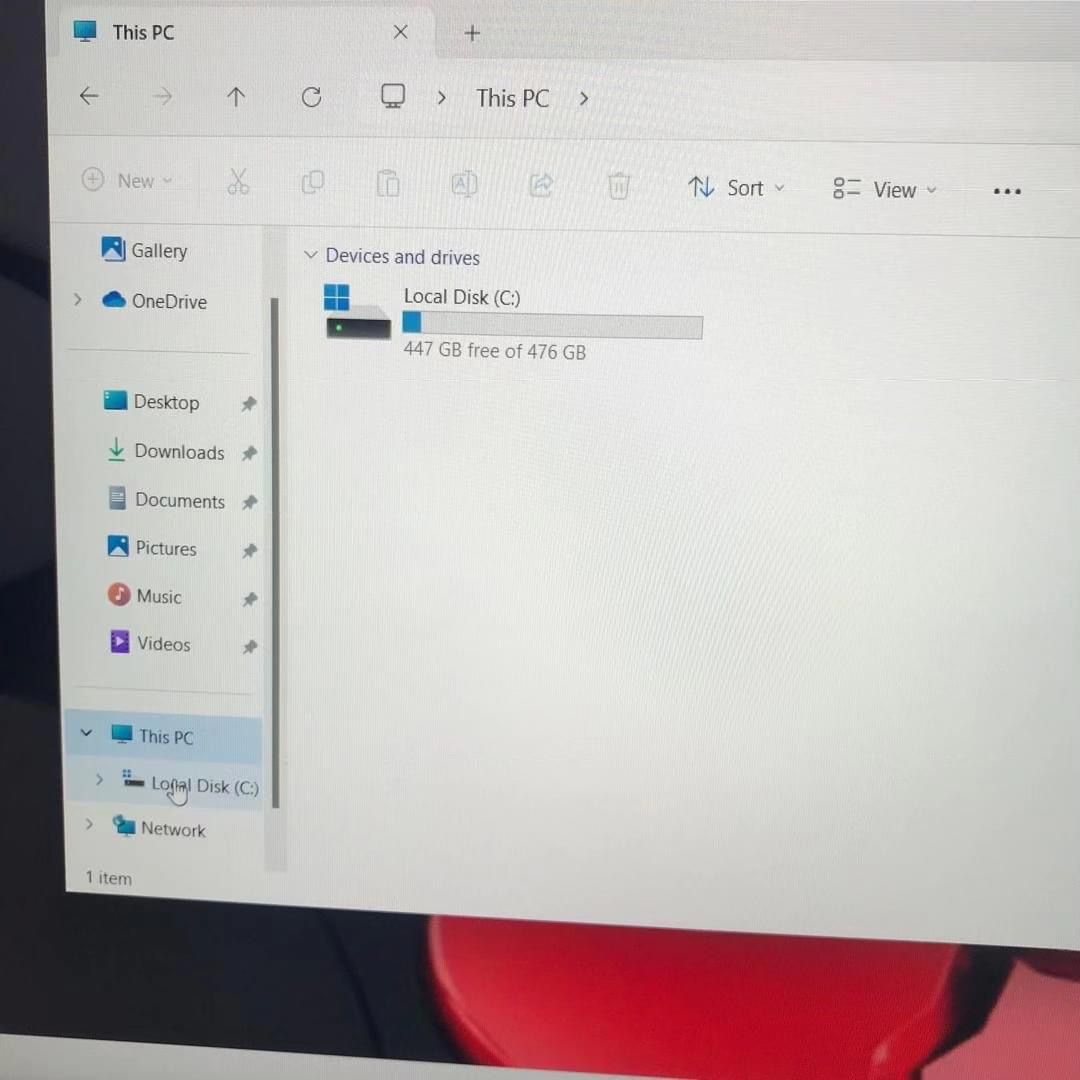 This PC
This PC
New
Sort
View
Gallery
OneDrive
Desktop
Downloads
Documents
Pictures
Music
Videos
This PC
Local Disk (C:)
Network
1 item
Devices and drives
Local Disk (C:)
447 GB free of 476 GB